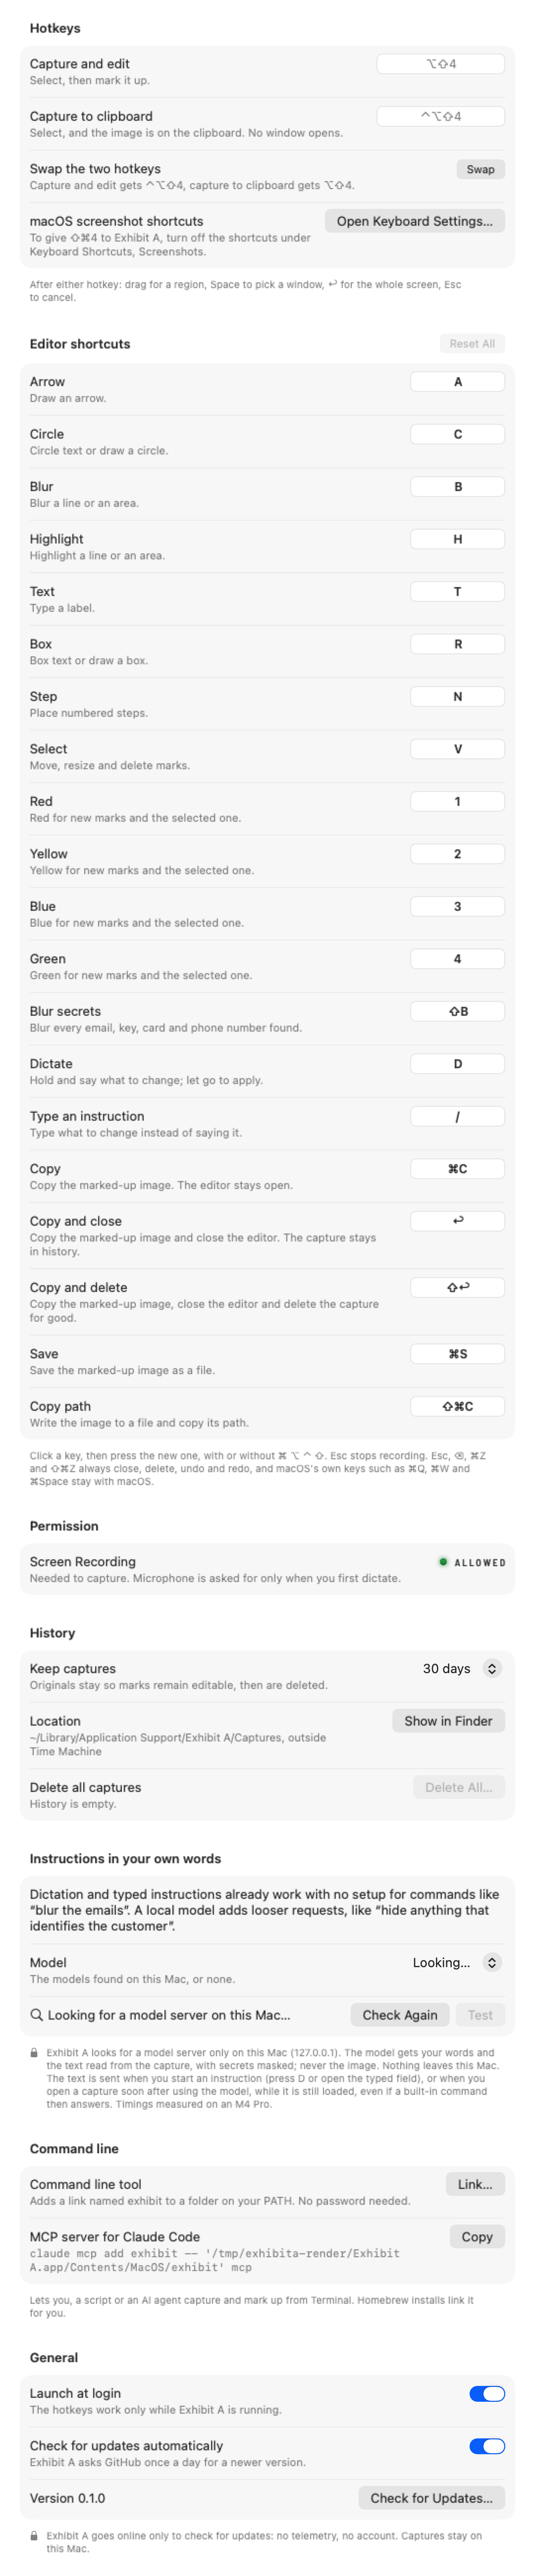 Hotkeys
Capture and edit
⌥⇧4
Select, then mark it up.
Capture to clipboard
⌃⌥⇧4
Select, and the image is on the clipboard. No window opens.
Swap the two hotkeys
Swap
Capture and edit gets ⌃⌥⇧4, capture to clipboard gets ⌥⇧4.
macOS screenshot shortcuts
Open Keyboard Settings...
To give ⇧⌘4 to Exhibit A, turn off the shortcuts under
Keyboard Shortcuts, Screenshots.
After either hotkey: drag for a region, Space to pick a window, ↩ for the whole screen, Esc
to cancel.
Editor shortcuts
Reset All
Arrow
A
Draw an arrow.
Circle
C
Circle text or draw a circle.
Blur
B
Blur a line or an area.
Highlight
H
Highlight a line or an area.
Text
T
Type a label.
Box
R
Box text or draw a box.
Step
N
Place numbered steps.
Select
V
Move, resize and delete marks.
Red
1
Red for new marks and the selected one.
Yellow
2
Yellow for new marks and the selected one.
Blue
3
Blue for new marks and the selected one.
Green
4
Green for new marks and the selected one.
Blur secrets
⇧B
Blur every email, key, card and phone number found.
Dictate
D
Hold and say what to change; let go to apply.
Type an instruction
/
Type what to change instead of saying it.
Copy
⌘C
Copy the marked-up image. The editor stays open.
Copy and close
↩
Copy the marked-up image and close the editor. The capture stays
in history.
Copy and delete
⇧↩
Copy the marked-up image, close the editor and delete the capture
for good.
Save
⌘S
Save the marked-up image as a file.
Copy path
⇧⌘C
Write the image to a file and copy its path.
Click a key, then press the new one, with or without ⌘ ⌥ ⌃ ⇧. Esc stops recording. Esc, ⌫, ⌘Z
and ⇧⌘Z always close, delete, undo and redo, and macOS's own keys such as ⌘Q, ⌘W and
⌘Space stay with macOS.
Permission
Screen Recording
ALLOWED
Needed to capture. Microphone is asked for only when you first dictate.
History
Keep captures
30 days
Originals stay so marks remain editable, then are deleted.
Location
Show in Finder
~/Library/Application Support/Exhibit A/Captures, outside
Time Machine
Delete all captures
Delete All...
History is empty.
Instructions in your own words
Dictation and typed instructions already work with no setup for commands like
“blur the emails”. A local model adds looser requests, like “hide anything that
identifies the customer”.
Model
Looking...
The models found on this Mac, or none.
Looking for a model server on this Mac...
Check Again
Test
Exhibit A looks for a model server only on this Mac (127.0.0.1). The model gets your words and
the text read from the capture, with secrets masked; never the image. Nothing leaves this Mac.
The text is sent when you start an instruction (press D or open the typed field), or when you
open a capture soon after using the model, while it is still loaded, even if a built-in command
then answers. Timings measured on an M4 Pro.
Command line
Command line tool
Link...
Adds a link named exhibit to a folder on your PATH. No password needed.
MCP server for Claude Code
Copy
claude mcp add exhibit -- '/tmp/exhibita-render/Exhibit
A.app/Contents/MacOS/exhibit' mcp
Lets you, a script or an AI agent capture and mark up from Terminal. Homebrew installs link it
for you.
General
Launch at login
The hotkeys work only while Exhibit A is running.
Check for updates automatically
Exhibit A asks GitHub once a day for a newer version.
Version 0.1.0
Check for Updates...
Exhibit A goes online only to check for updates: no telemetry, no account. Captures stay on
this Mac.